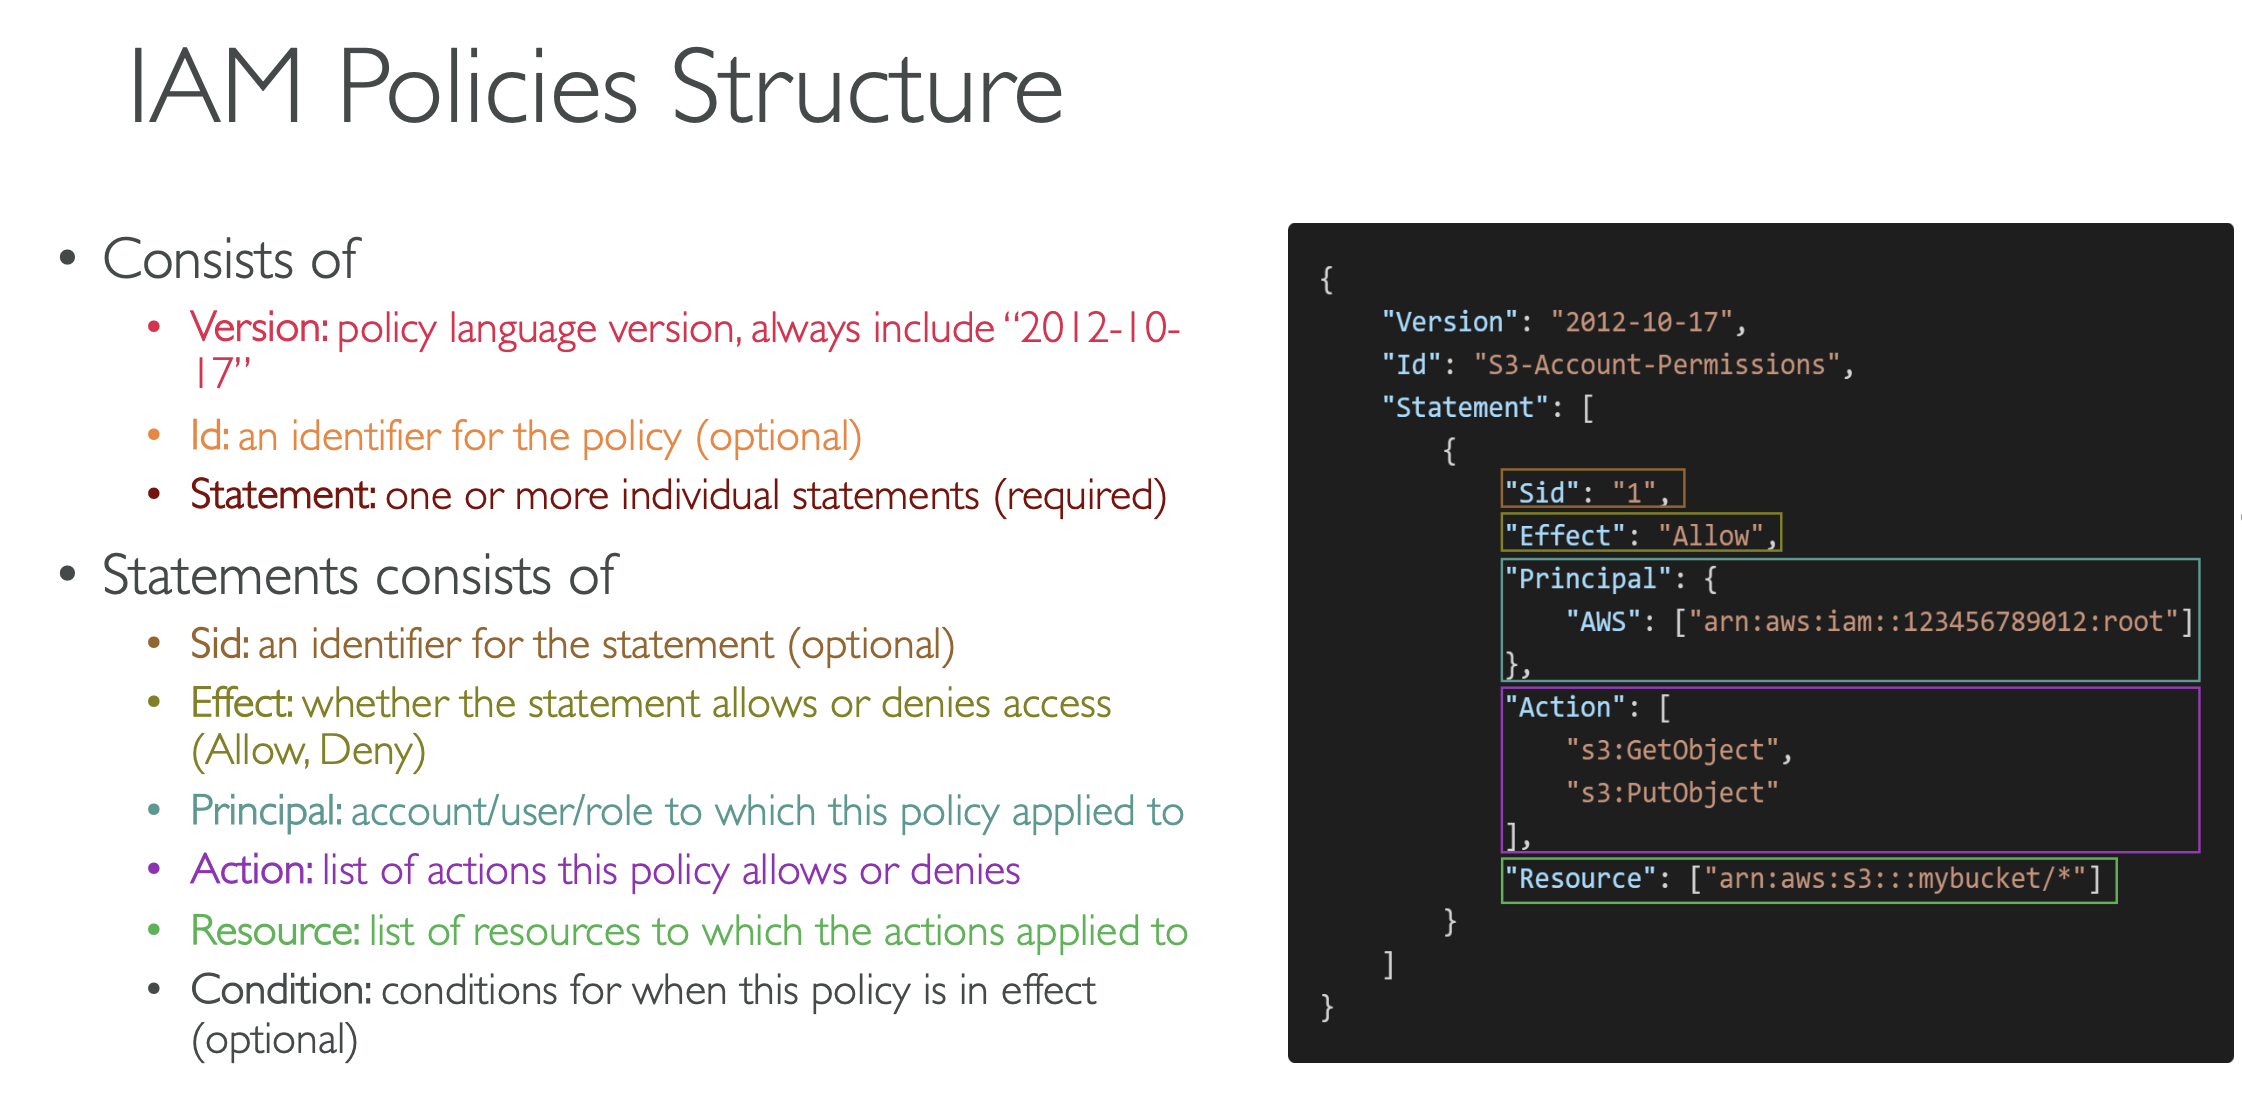 IAM Policies Structure
• Consists of
• Version: policy language version, always include “2012-10-
17”
• Id: an identifier for the policy (optional)
• Statement: one or more individual statements (required)
• Statements consists of
• Sid: an identifier for the statement (optional)
• Effect: whether the statement allows or denies access
(Allow, Deny)
• Principal: account/user/role to which this policy applied to
• Action: list of actions this policy allows or denies
• Resource: list of resources to which the actions applied to
• Condition: conditions for when this policy is in effect
(optional)
{
"Version": "2012-10-17",
"Id": "S3-Account-Permissions",
"Statement": [
{
"Sid": "1",
"Effect": "Allow",
"Principal": {
"AWS": ["arn:aws:iam::123456789012:root"]
},
"Action": [
"s3:GetObject",
"s3:PutObject"
],
"Resource": ["arn:aws:s3:::mybucket/*"]
}
]
}